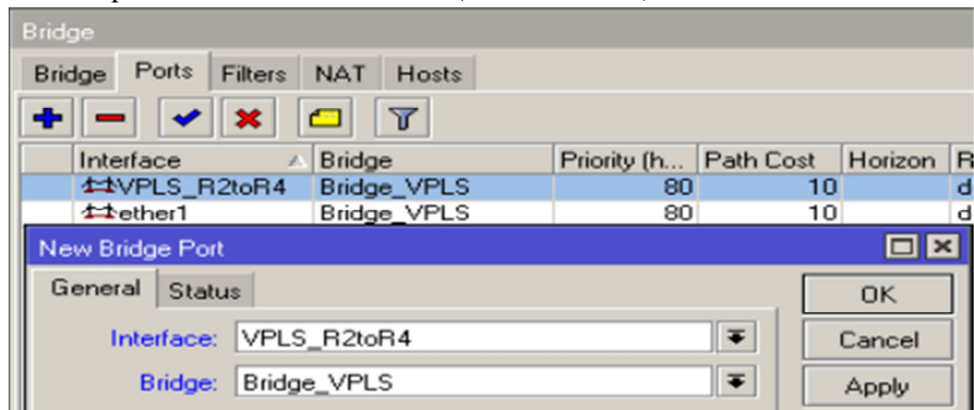 Bridge
Bridge Ports Filters NAT Hosts
Interface Bridge Priority (h... Path Cost Horizon
VPLS_R2toR4 Bridge_VPLS 80 10 d
ether1 Bridge_VPLS 80 10 d
New Bridge Port
General Status OK
Interface: VPLS_R2toR4 Cancel
Bridge: Bridge_VPLS Apply